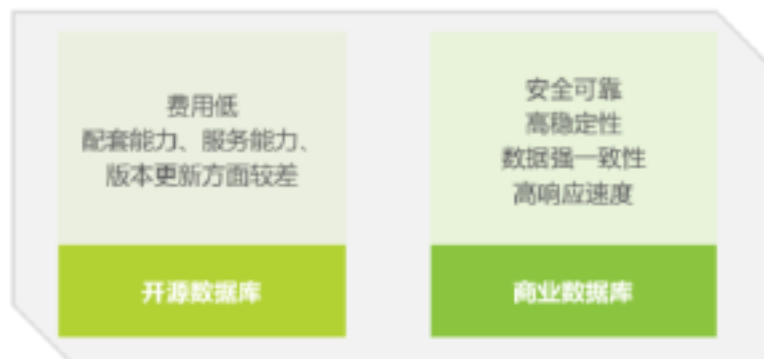 费用低
配套能力、服务能力、
版本更新方面较差
开源数据库
安全可靠
高稳定性
数据强一致性
高响应速度
商业数据库